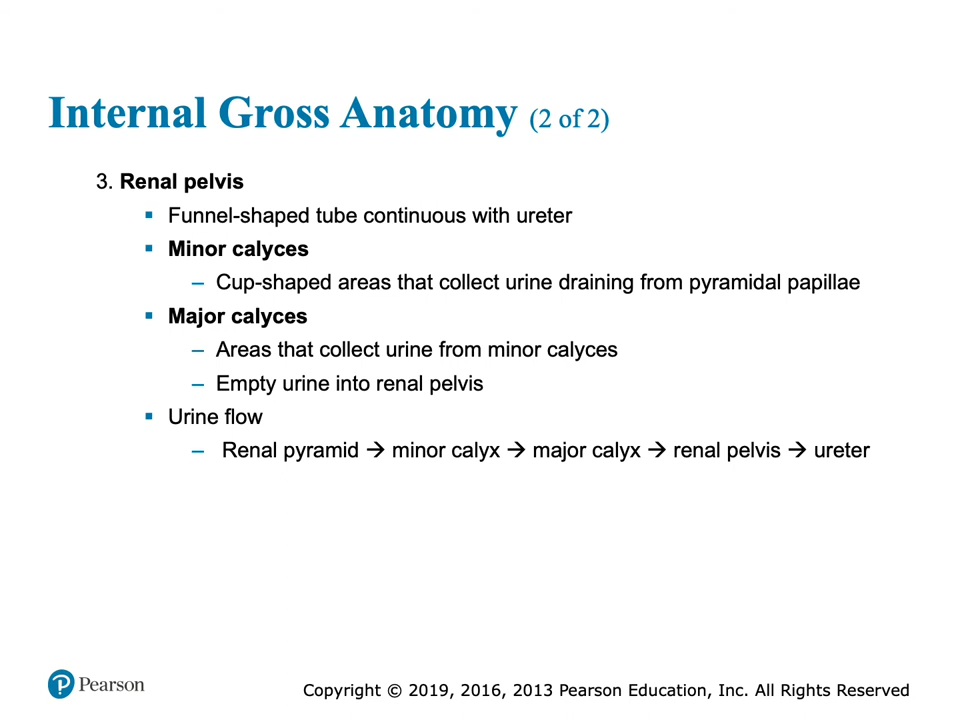 Internal Gross Anatomy (2 of 2)
3. Renal pelvis
▪ Funnel-shaped tube continuous with ureter
▪ Minor calyces
– Cup-shaped areas that collect urine draining from pyramidal papillae
▪ Major calyces
– Areas that collect urine from minor calyces
– Empty urine into renal pelvis
▪ Urine flow
– Renal pyramid → minor calyx → major calyx → renal pelvis → ureter
P Pearson
Copyright © 2019, 2016, 2013 Pearson Education, Inc. All Rights Reserved